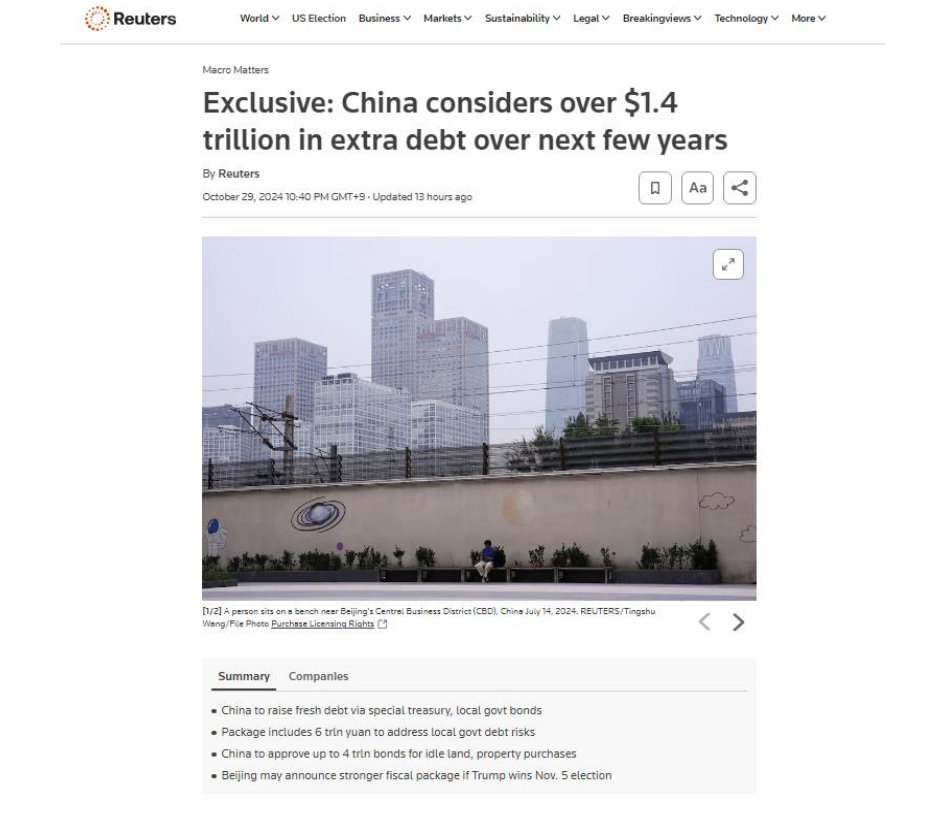 Reuters
World US Election Business Markets Sustainability Legal Breakingviews Technology More
Macro Matters
Exclusive: China considers over $1.4
trillion in extra debt over next few years
By Reuters
October 29, 2024 10:40 PM GMT+9 · Updated 13 hours ago
Aa
[1/2] A person sits on a bench near Beijing's Central Business District (CBD), China July 14, 2024. REUTERS/Tingshu
Wang/File Photo Purchase Licensing Rights
Summary Companies
• China to raise fresh debt via special treasury, local govt bonds
• Package includes 6 trln yuan to address local govt debt risks
• China to approve up to 4 trln bonds for idle land, property purchases
• Beijing may announce stronger fiscal package if Trump wins Nov. 5 election